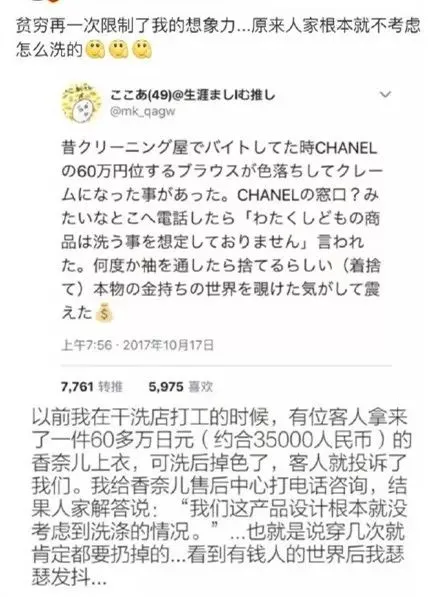 贫穷再一次限制了我的想象力...原来人家根本就不考虑
怎么洗的🤔🤔🤔
ここあ(49)@生涯ましlむ推し
@mk_qagw
昔クリーニング屋でバイトしてた時CHANEL
の60万円位するブラウスが色落ちしてクレー
ムになった事があった。CHANELの窓口？み
たいなとこへ電話したら「わたくしどもの商
品は洗う事を想定しておりません」言われ
た。何度か袖を通したら捨てるらしい（着捨
て）本物の金持ちの世界を覗けた気がして震
えた💰
上午7:56 · 2017年10月17日
7,761 转推 5,975 喜欢
以前我在干洗店打工的时候，有位客人拿来
了一件60多万日元（约合35000人民币）的
香奈儿上衣，可洗后掉色了，客人就投诉了
我们。我给香奈儿售后中心打电话咨询，结
果人家解答说：“我们这产品设计根本就没
考虑到洗涤的情况。”...也就是说穿几次就
肯定都要扔掉的...看到有钱人的世界后我瑟
瑟发抖...